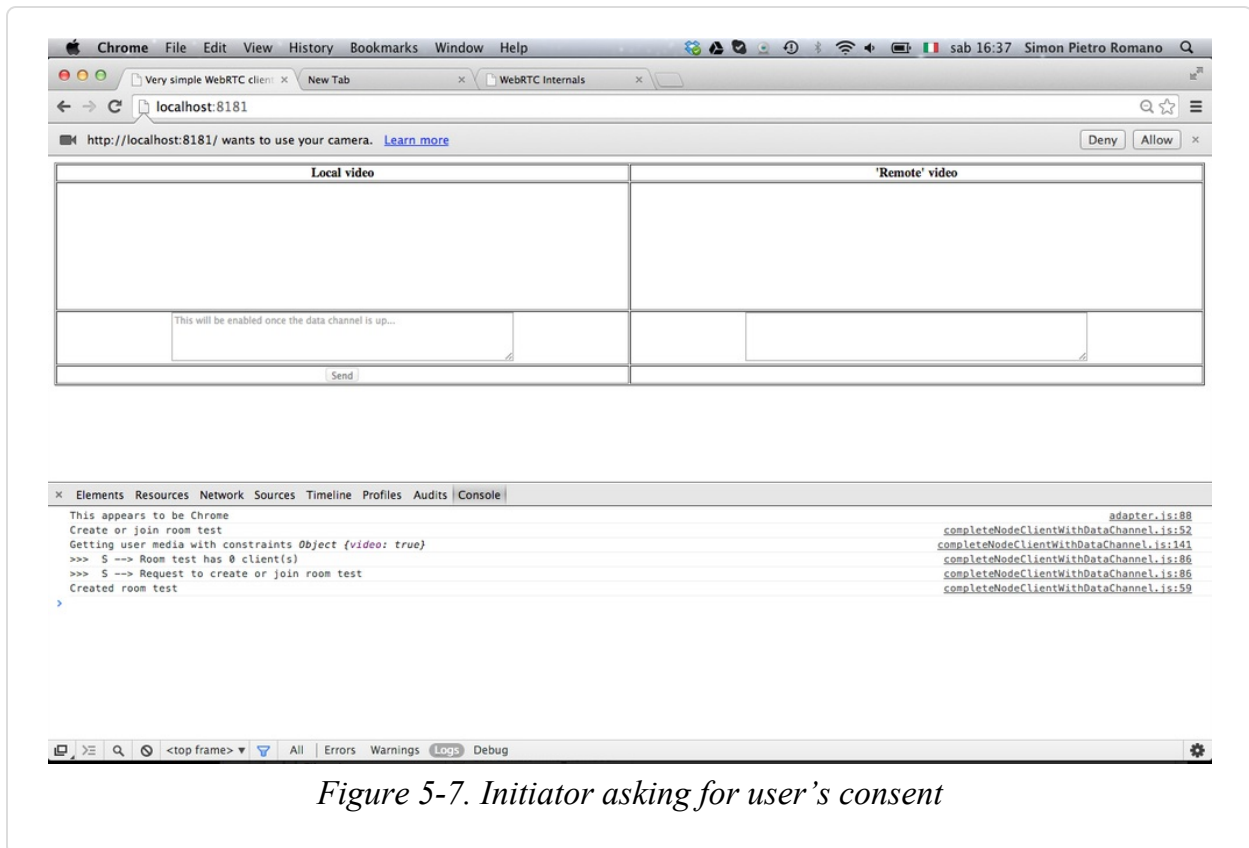 Chrome File Edit View History Bookmarks Window Help sab 16:37 Simon Pietro Romano
Very simple WebRTC client × New Tab × WebRTC Internals ×
localhost:8181
http://localhost:8181/ wants to use your camera. Learn more Deny Allow ×
Local video 'Remote' video
This will be enabled once the data channel is up...
Send
× Elements Resources Network Sources Timeline Profiles Audits Console
This appears to be Chrome adapter.js:88
Create or join room test completeNodeClientWithDataChannel.js:52
Getting user media with constraints Object {video: true} completeNodeClientWithDataChannel.js:141
>>> S --> Room test has 0 client(s) completeNodeClientWithDataChannel.js:86
>>> S --> Request to create or join room test completeNodeClientWithDataChannel.js:86
Created room test completeNodeClientWithDataChannel.js:59
>
<top frame> ▼ All | Errors Warnings Logs Debug
Figure 5-7. Initiator asking for user’s consent